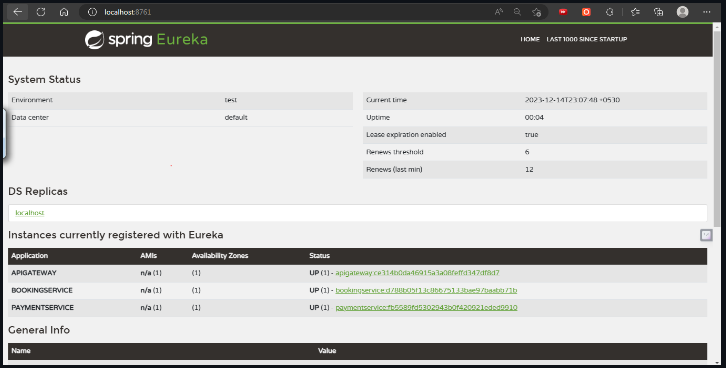 localhost:8761
spring Eureka
HOME LAST 1000 SINCE STARTUP
System Status
Environment test
Data center default
Current time 2023-12-14T23:07:48 +0530
Uptime 00:04
Lease expiration enabled true
Renews threshold 6
Renews (last min) 12
DS Replicas
localhost
Instances currently registered with Eureka
Application AMIs Availability Zones Status
APIGATEWAY n/a (1) (1) UP (1) - apigateway:ce314b0da46915a3a08feffd347df8d7
BOOKINGSERVICE n/a (1) (1) UP (1) - bookingservice:d788b05f13c86675133bae97baabb71b
PAYMENTSERVICE n/a (1) (1) UP (1) - paymentservice:fb5589fd5302943b0f420921eded9910
General Info
Name Value